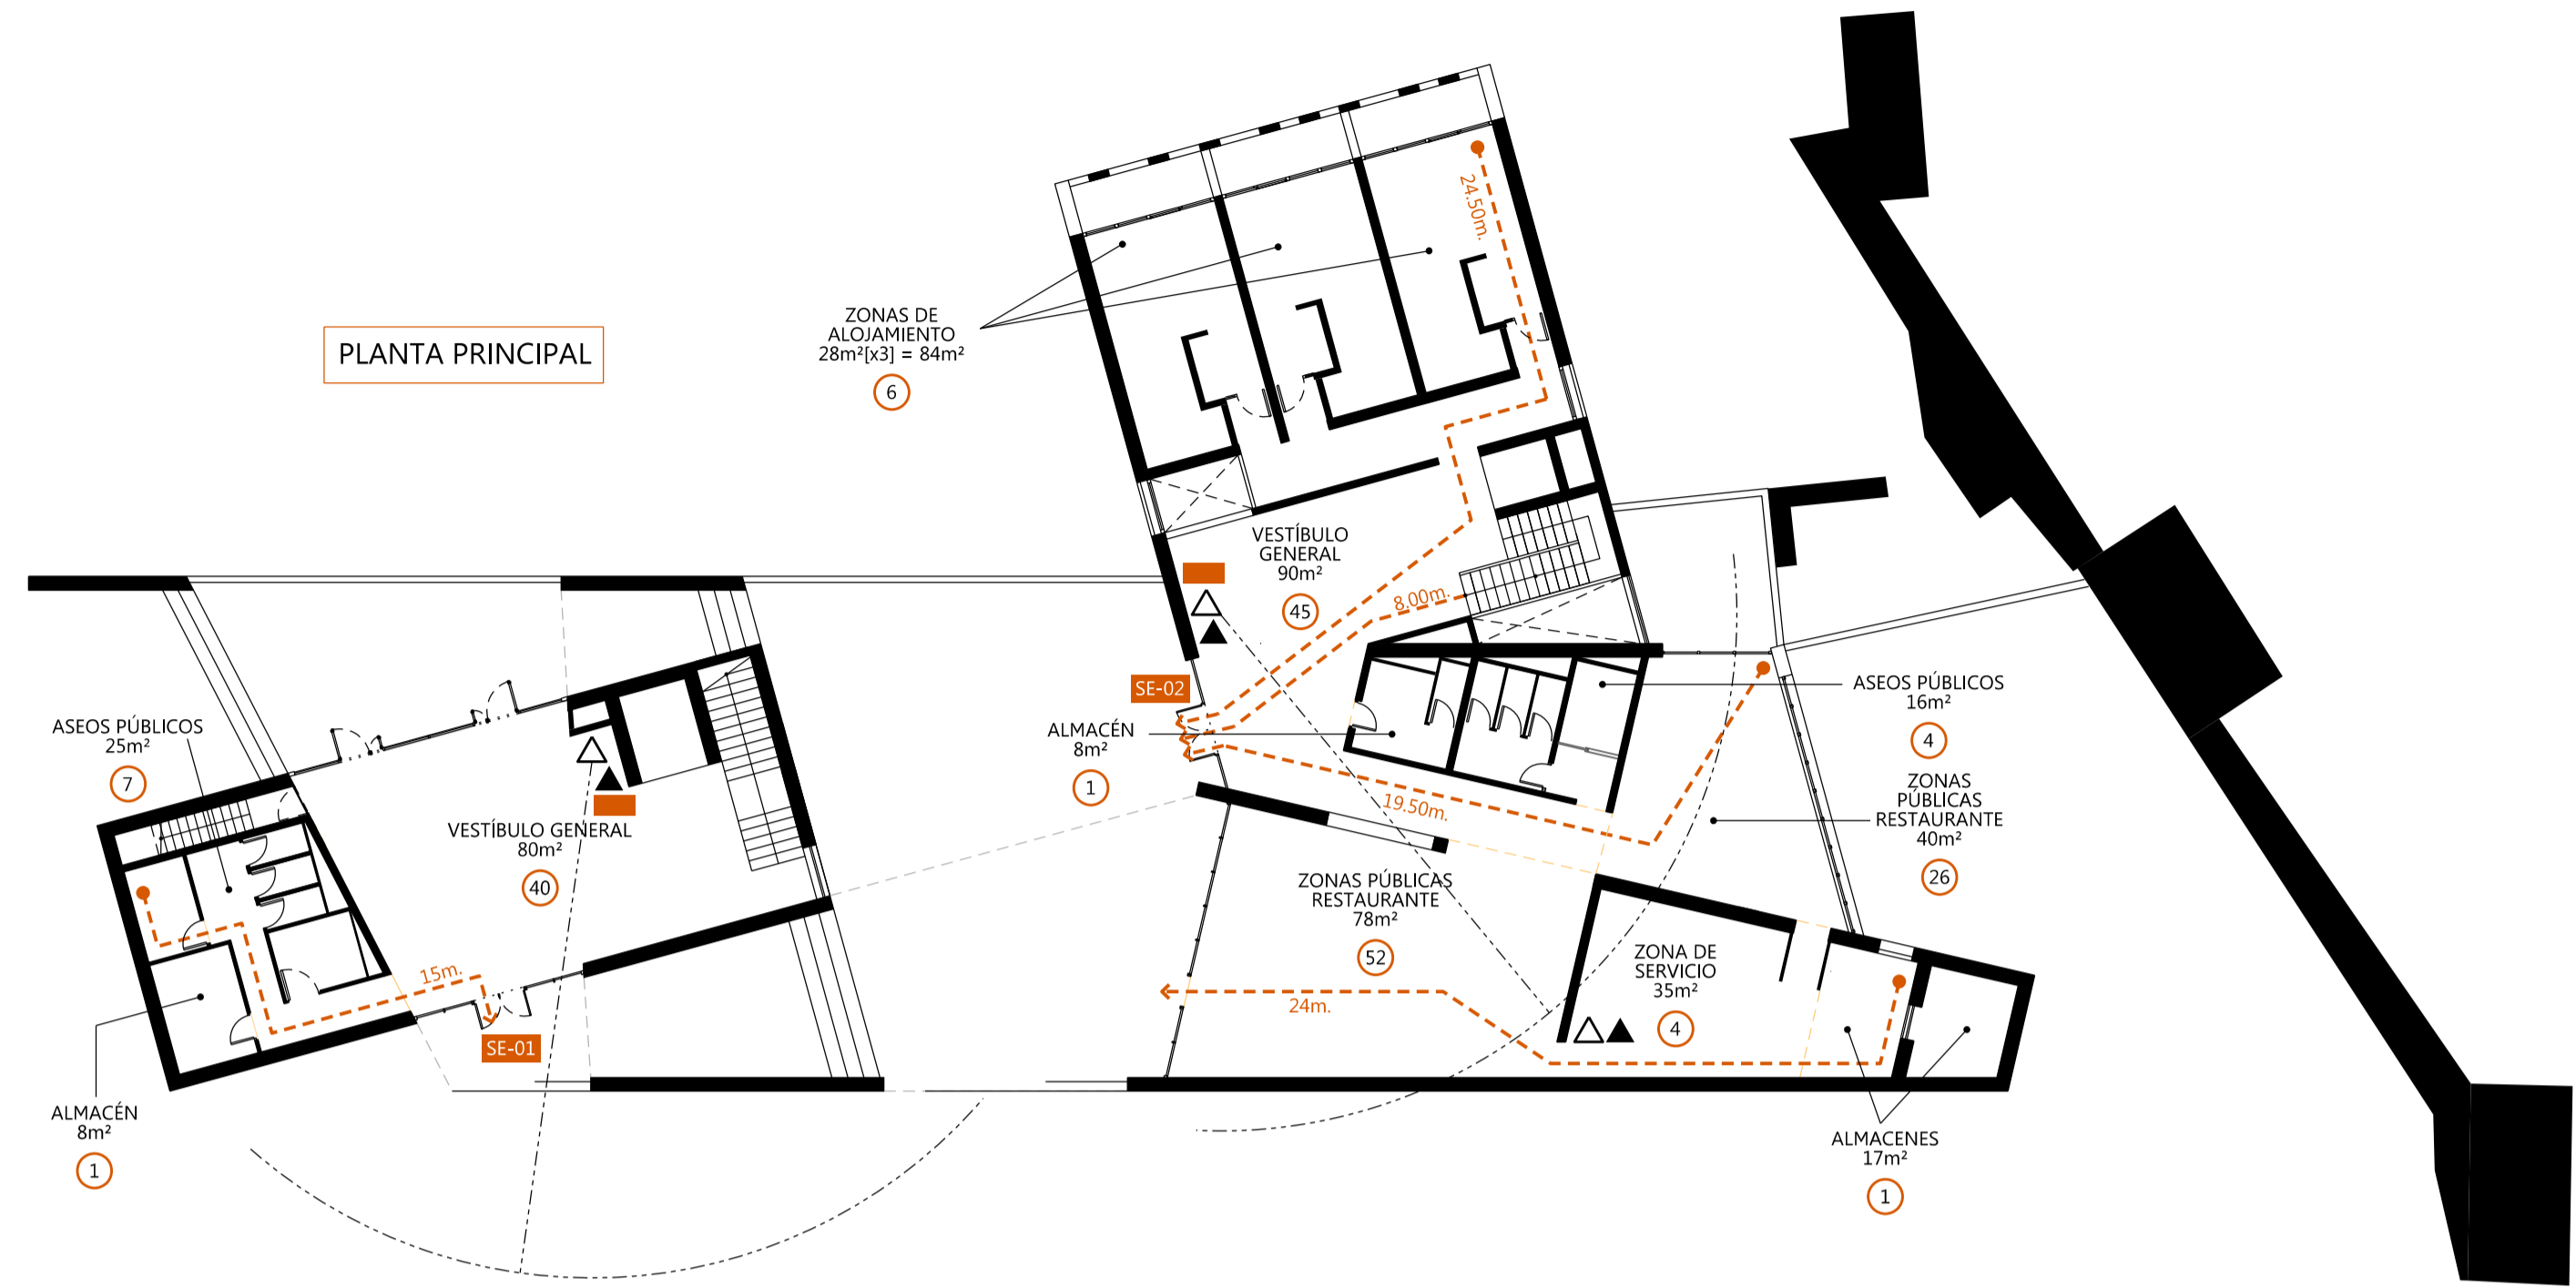 PLANTA PRINCIPAL
ZONAS DE
ALOJAMIENTO
28m²[x3] = 84m²
6
24.50m.
VESTÍBULO
GENERAL
90m²
45
8.00m.
SE-02
ALMACÉN
8m²
1
ASEOS PÚBLICOS
16m²
4
ZONAS
PÚBLICAS
RESTAURANTE
40m²
26
19.50m.
ZONAS PÚBLICAS
RESTAURANTE
78m²
52
ZONA DE
SERVICIO
35m²
4
24m.
ALMACENES
17m²
1
ASEOS PÚBLICOS
25m²
7
VESTÍBULO GENERAL
80m²
40
15m.
SE-01
ALMACÉN
8m²
1